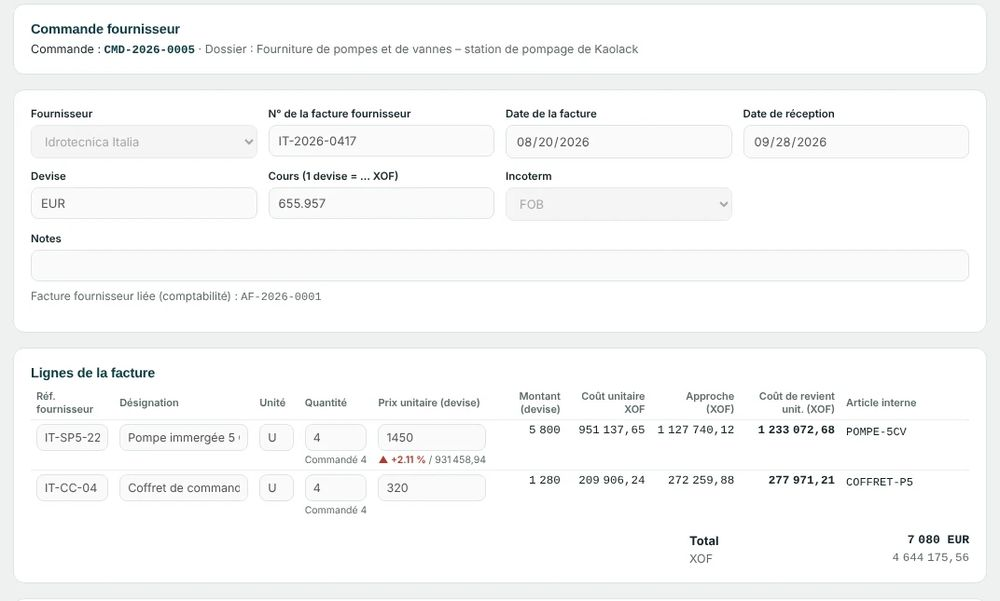 Commande fournisseur
Commande : CMD-2026-0005 · Dossier : Fourniture de pompes et de vannes – station de pompage de Kaolack
Fournisseur N° de la facture fournisseur Date de la facture Date de réception
Idrotecnica Italia IT-2026-0417 08/20/2026 09/28/2026
Devise Cours (1 devise = ... XOF) Incoterm
EUR 655.957 FOB
Notes
Facture fournisseur liée (comptabilité) : AF-2026-0001
Lignes de la facture
Réf. fournisseur Désignation Unité Quantité Prix unitaire (devise) Montant (devise) Coût unitaire XOF Approche (XOF) Coût de revient unit. (XOF) Article interne
IT-SP5-22 Pompe immergée 5 U 4 1450 5 800 951 137,65 1 127 740,12 1 233 072,68 POMPE-5CV
Commandé 4 ▲ +2.11 % / 931 458,94
IT-CC-04 Coffret de command U 4 320 1 280 209 906,24 272 259,88 277 971,21 COFFRET-P5
Commandé 4
Total 7 080 EUR
XOF 4 644 175,56